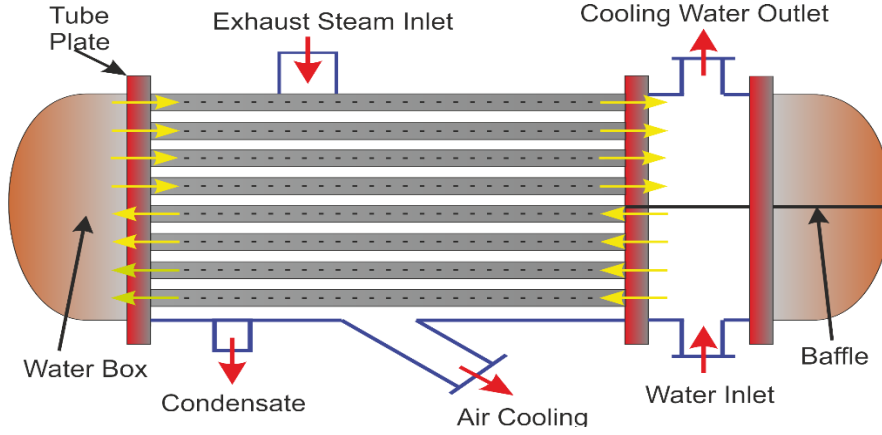 Tube
Plate
Exhaust Steam Inlet
Cooling Water Outlet
Water Box
Condensate
Air Cooling
Water Inlet
Baffle